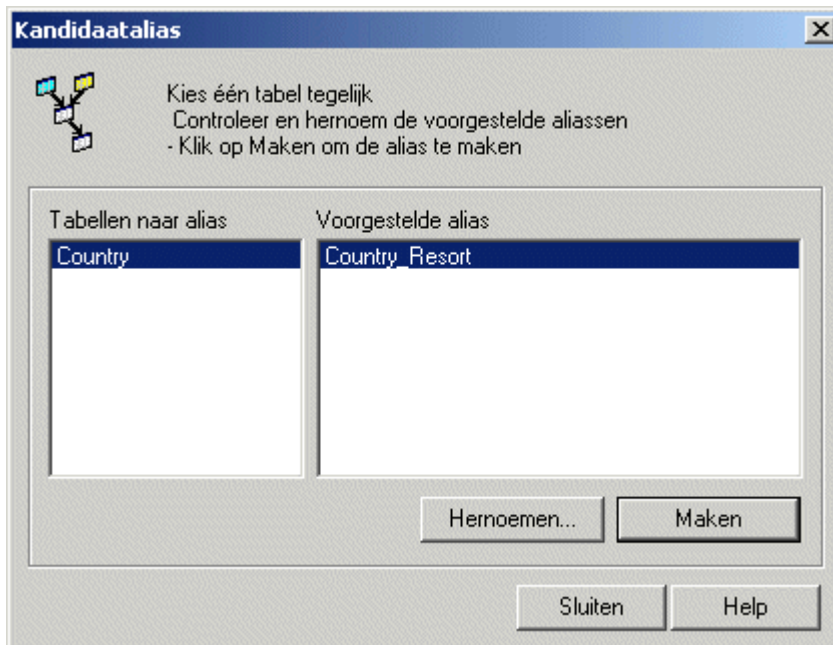 Kandidaatalias
Kies één tabel tegelijk
Controleer en hernoem de voorgestelde aliassen
- Klik op Maken om de alias te maken
Tabellen naar alias
Voorgestelde alias
Country
Country_Resort
Hernoemen...
Maken
Sluiten
Help